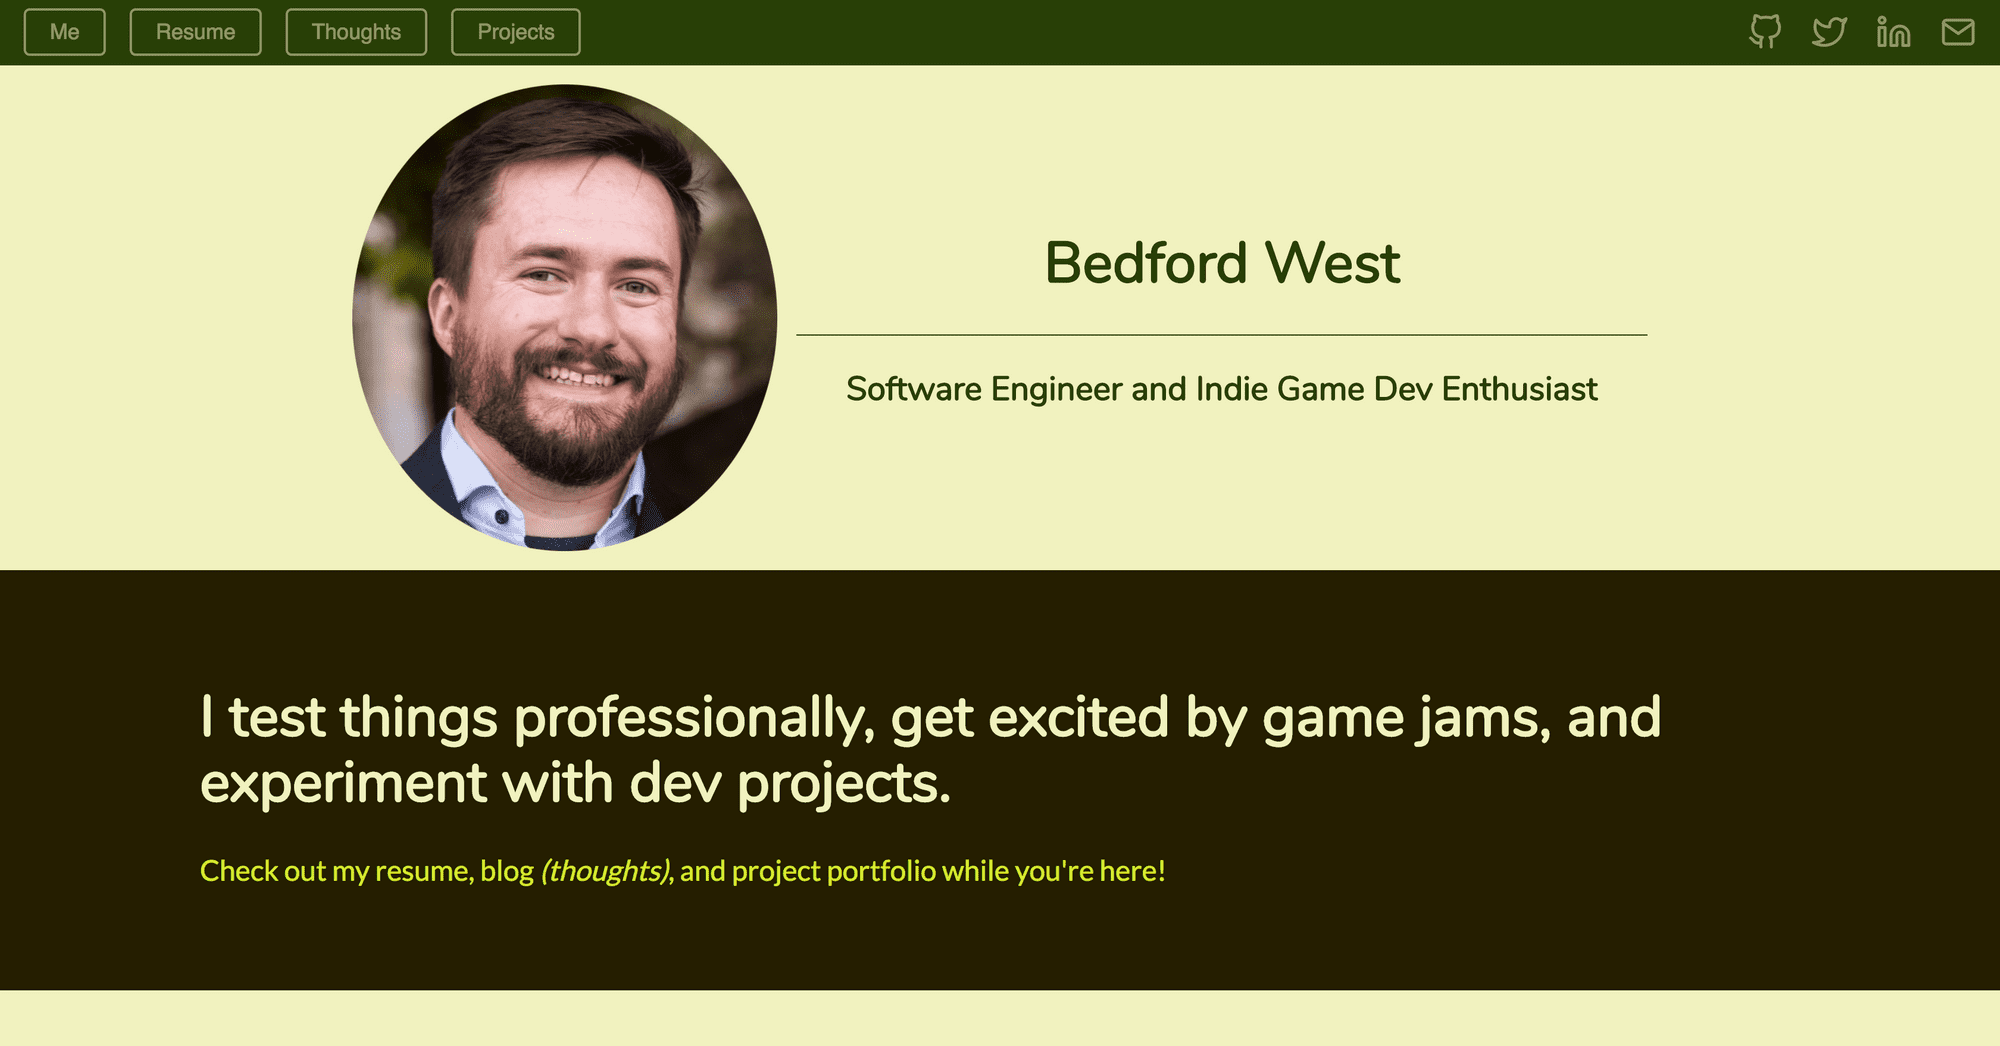 Me
Resume
Thoughts
Projects
Bedford West
Software Engineer and Indie Game Dev Enthusiast
I test things professionally, get excited by game jams, and
experiment with dev projects.
Check out my resume, blog (thoughts), and project portfolio while you're here!